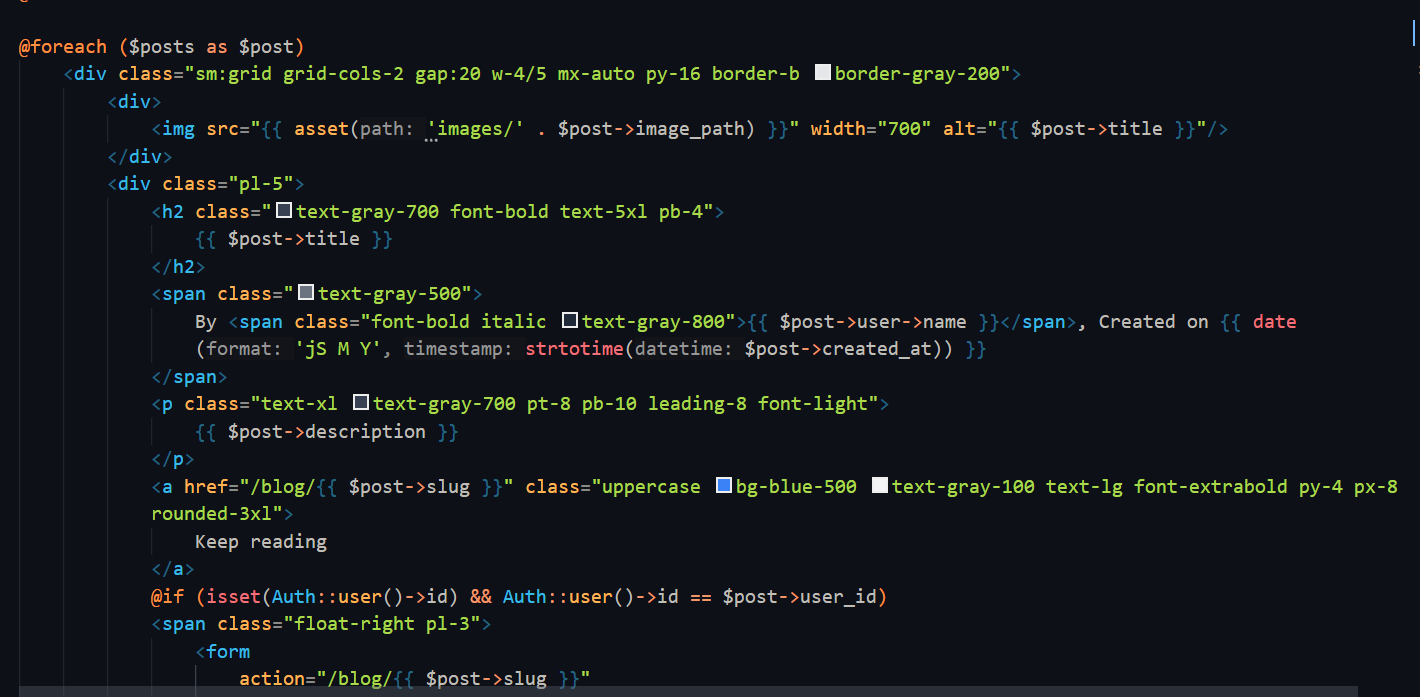 @foreach ($posts as $post)
<div class="sm:grid grid-cols-2 gap:20 w-4/5 mx-auto py-16 border-b border-gray-200">
<div>
<img src="{{ asset(path: 'images/' . $post->image_path) }}" width="700" alt="{{ $post->title }}"/>
</div>
<div class="pl-5">
<h2 class="text-gray-700 font-bold text-5xl pb-4">
{{ $post->title }}
</h2>
<span class="text-gray-500">
By <span class="font-bold italic text-gray-800">{{ $post->user->name }}</span>, Created on {{ date
(format: 'jS M Y', timestamp: strtotime(datetime: $post->created_at)) }}
</span>
<p class="text-xl text-gray-700 pt-8 pb-10 leading-8 font-light">
{{ $post->description }}
</p>
<a href="/blog/{{ $post->slug }}" class="uppercase bg-blue-500 text-gray-100 text-lg font-extrabold py-4 px-8
rounded-3xl">
Keep reading
</a>
@if (isset(Auth::user()->id) && Auth::user()->id == $post->user_id)
<span class="float-right pl-3">
<form
action="/blog/{{ $post->slug }}"